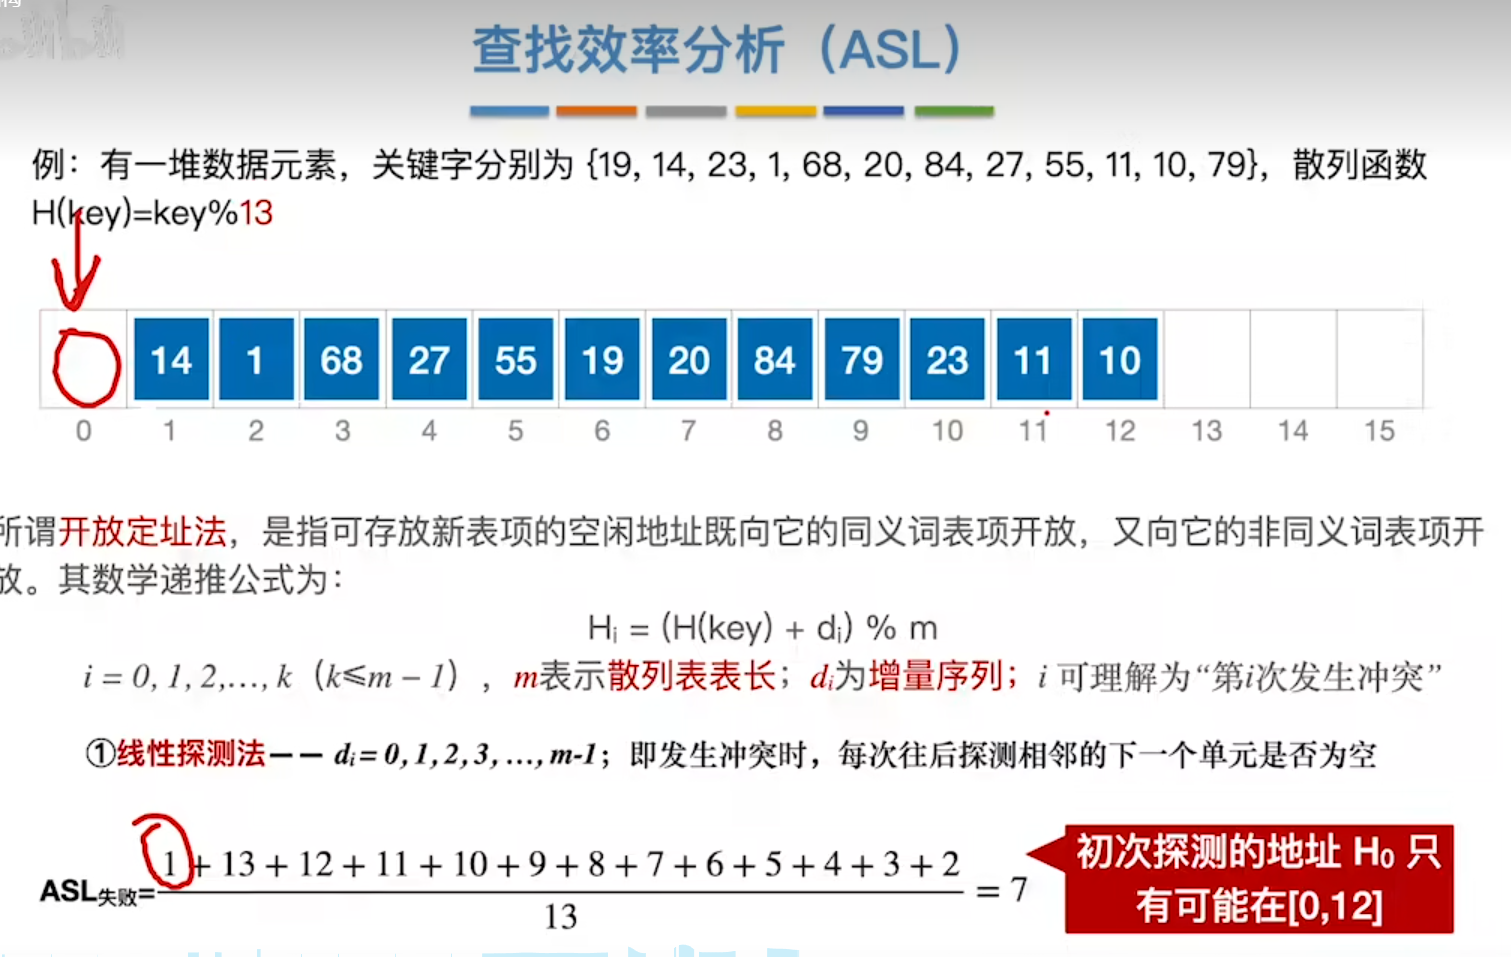 查找效率分析（ASL）
例：有一堆数据元素，关键字分别为 {19, 14, 23, 1, 68, 20, 84, 27, 55, 11, 10, 79}，散列函数
H(key)=key%13
14 1 68 27 55 19 20 84 79 23 11 10
0 1 2 3 4 5 6 7 8 9 10 11 12 13 14 15
所谓开放定址法，是指可存放新表项的空闲地址既向它的同义词表项开放，又向它的非同义词表项开
放。其数学递推公式为：
Hᵢ = (H(key) + dᵢ) % m
i = 0, 1, 2,…, k（k≤m – 1），m表示散列表表长；dᵢ为增量序列；i 可理解为“第i次发生冲突”
①线性探测法—— dᵢ = 0, 1, 2, 3, …, m-1；即发生冲突时，每次往后探测相邻的下一个单元是否为空
1 + 13 + 12 + 11 + 10 + 9 + 8 + 7 + 6 + 5 + 4 + 3 + 2
ASL失败= = 7
13
初次探测的地址 H₀ 只
有可能在[0,12]